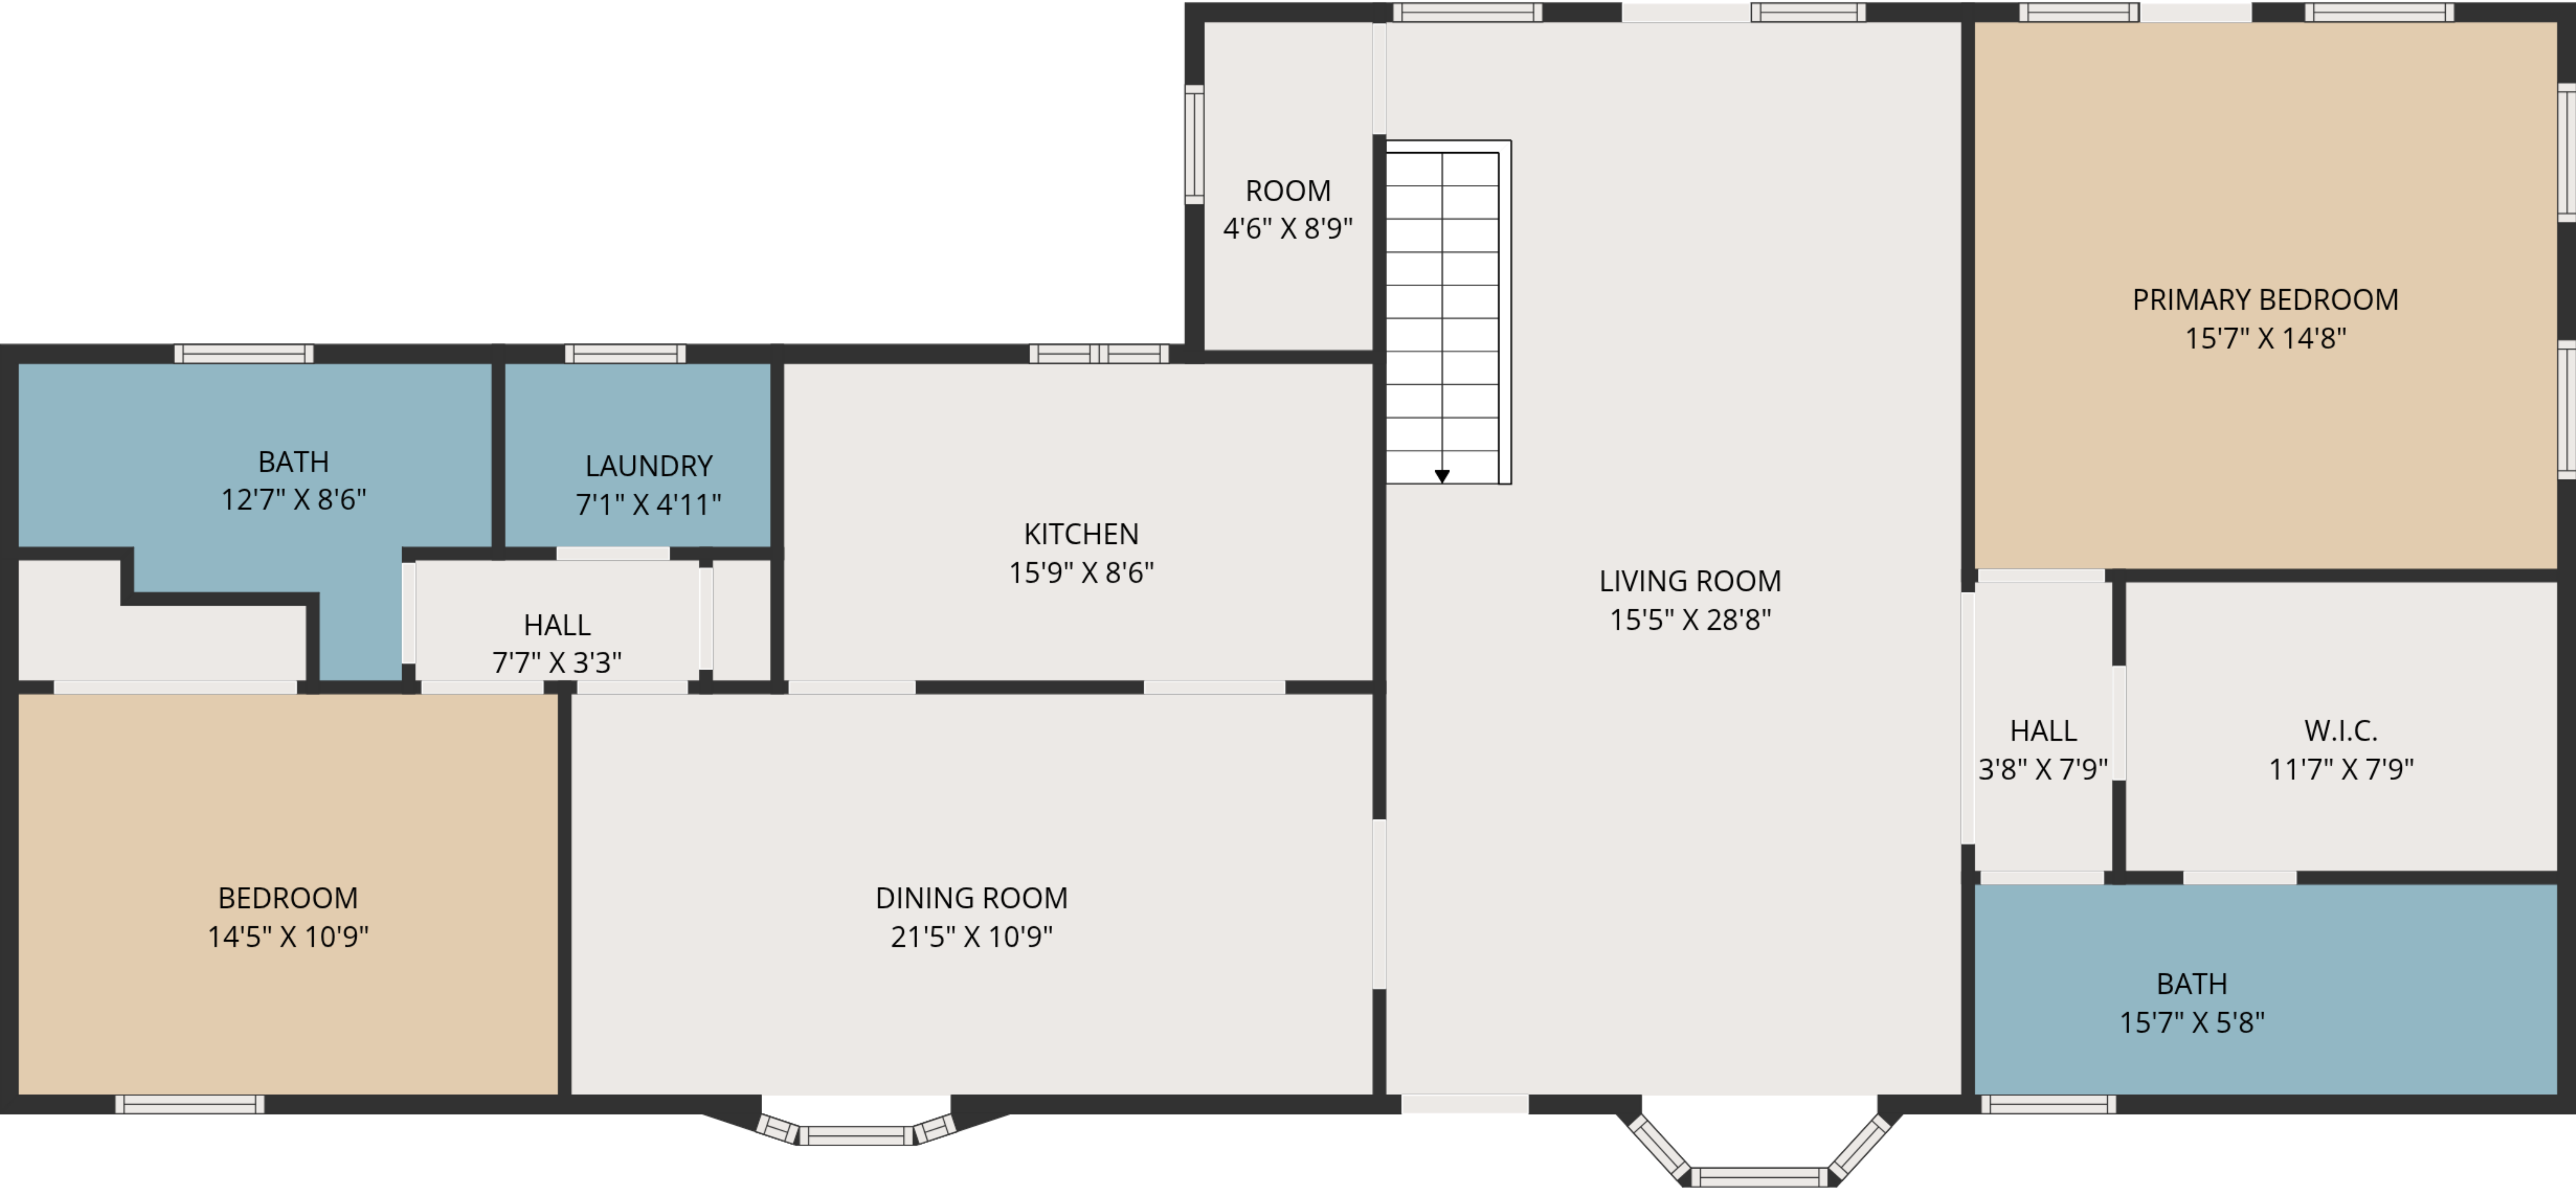 ROOM
4'6" X 8'9"
PRIMARY BEDROOM
15'7" X 14'8"
BATH
12'7" X 8'6"
LAUNDRY
7'1" X 4'11"
KITCHEN
15'9" X 8'6"
LIVING ROOM
15'5" X 28'8"
HALL
7'7" X 3'3"
HALL
3'8" X 7'9"
W.I.C.
11'7" X 7'9"
BEDROOM
14'5" X 10'9"
DINING ROOM
21'5" X 10'9"
BATH
15'7" X 5'8"